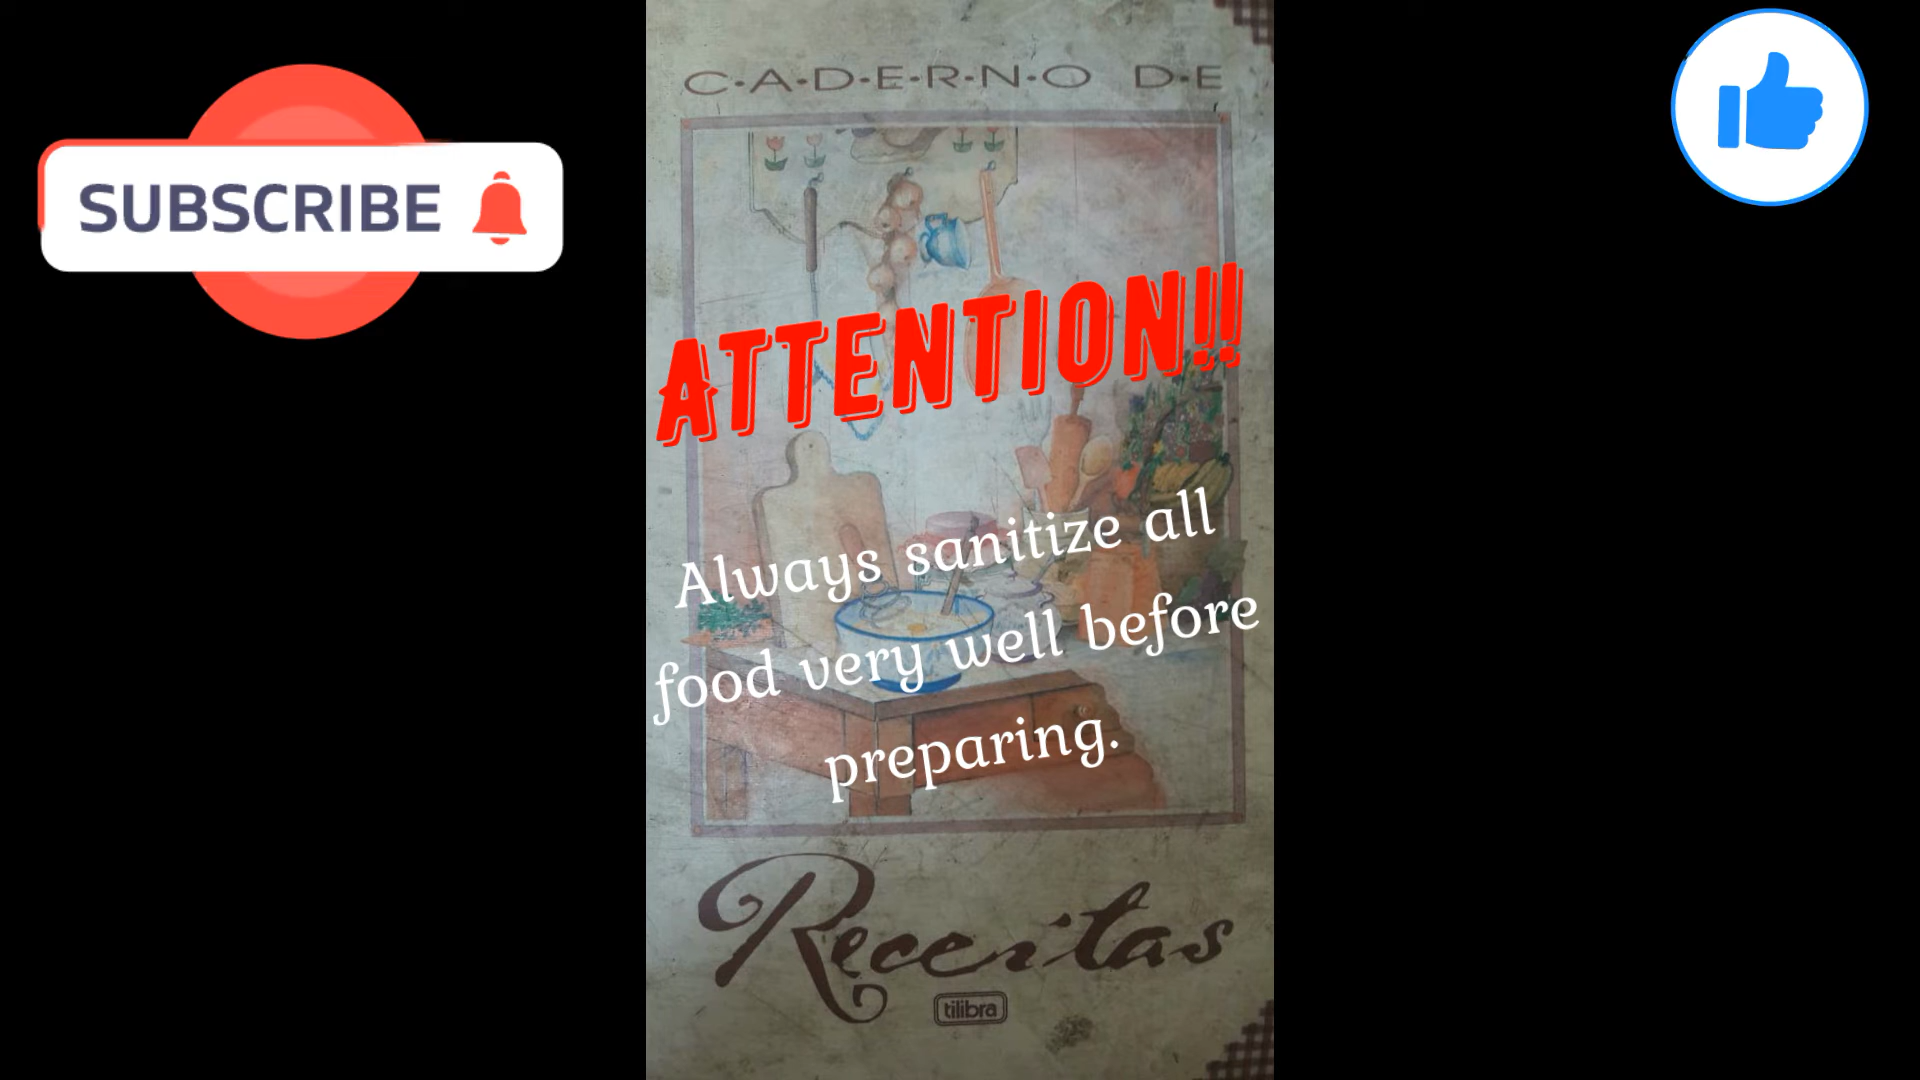 SUBSCRIBE
C·A·D·E·R·N·O D·E
ATTENTION!!
Always sanitize all
food very well before
preparing.
Receitas
tilibra